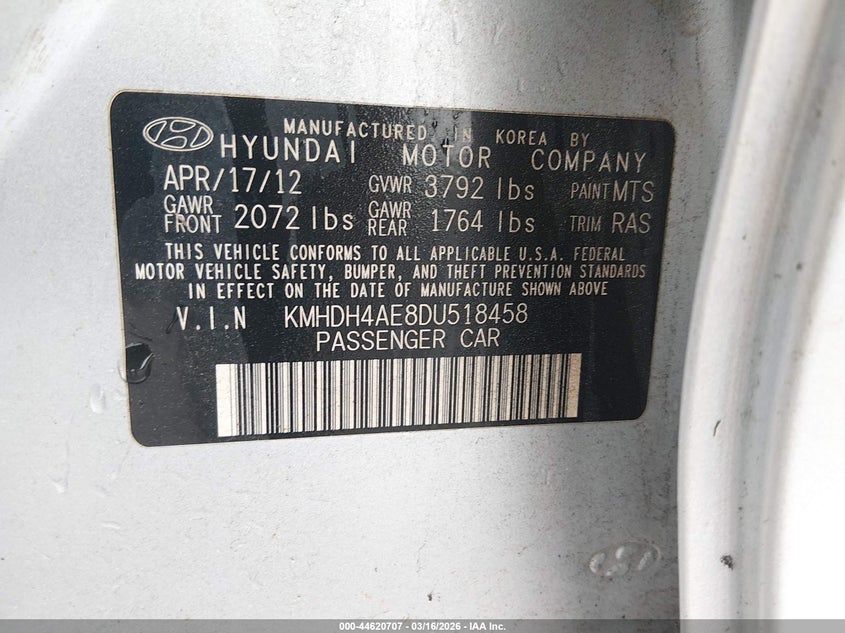 MANUFACTURED IN KOREA BY
HYUNDAI MOTOR COMPANY
APR/17/12 GVWR 3792 lbs PAINT MTS
GAWR FRONT 2072 lbs GAWR REAR 1764 lbs TRIM RAS
THIS VEHICLE CONFORMS TO ALL APPLICABLE U.S.A. FEDERAL
MOTOR VEHICLE SAFETY, BUMPER, AND THEFT PREVENTION STANDARDS
IN EFFECT ON THE DATE OF MANUFACTURE SHOWN ABOVE
V.I.N KMHDH4AE8DU518458
PASSENGER CAR
000-44620707 - 03/16/2026 - IAA Inc.